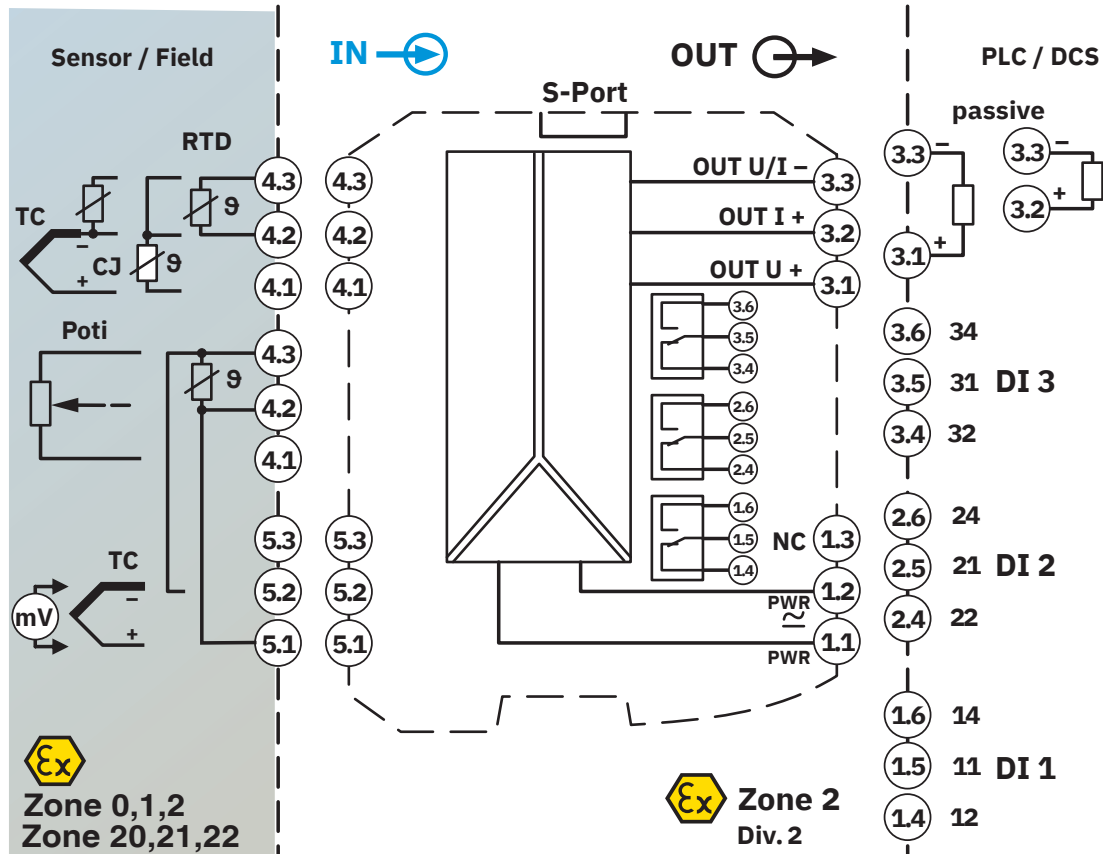 Sensor / Field
IN
OUT
PLC / DCS
S-Port
passive
RTD
4.3
4.3
OUT U/I –
3.3
3.3 –
3.3 –
TC
ϑ
4.2
4.2
OUT I +
3.2
3.2 +
–
CJ
ϑ
+
4.1
4.1
OUT U +
3.1
3.1 +
Poti
4.3
ϑ
4.2
4.1
3.6
3.5
3.4
3.6 34
3.5 31 DI 3
3.4 32
2.6
2.5
2.4
2.6 24
2.5 21 DI 2
2.4 22
1.6
1.5
1.4
5.3
5.3
NC 1.3
TC
–
mV
+
5.2
5.2
PWR
1.2
5.1
5.1
PWR
1.1
1.6 14
1.5 11 DI 1
1.4 12
Ex
Zone 0,1,2
Zone 20,21,22
Ex
Zone 2
Div. 2